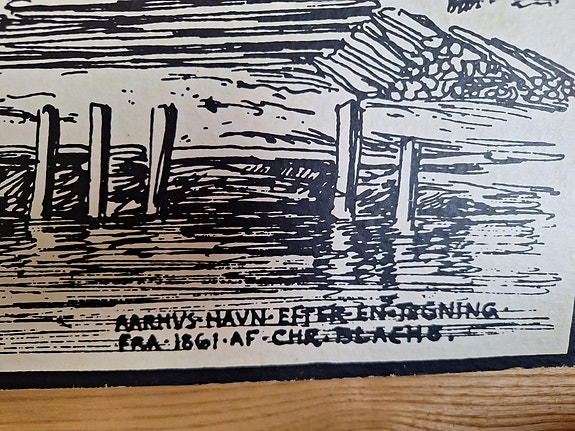 AARHUS·HAVN·EFTER·EN·TEGNING·
FRA·1861·AF·CHR·BLACHE.